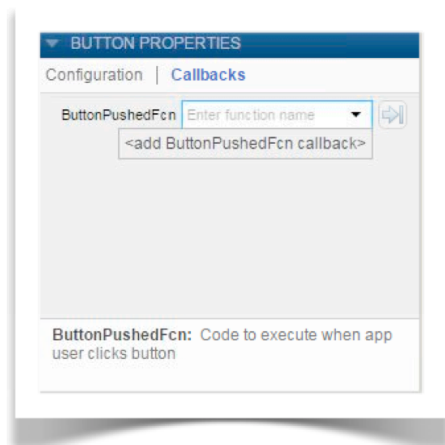 BUTTON PROPERTIES
Configuration | Callbacks
ButtonPushedFcn Enter function name
<add ButtonPushedFcn callback>
ButtonPushedFcn: Code to execute when app
user clicks button